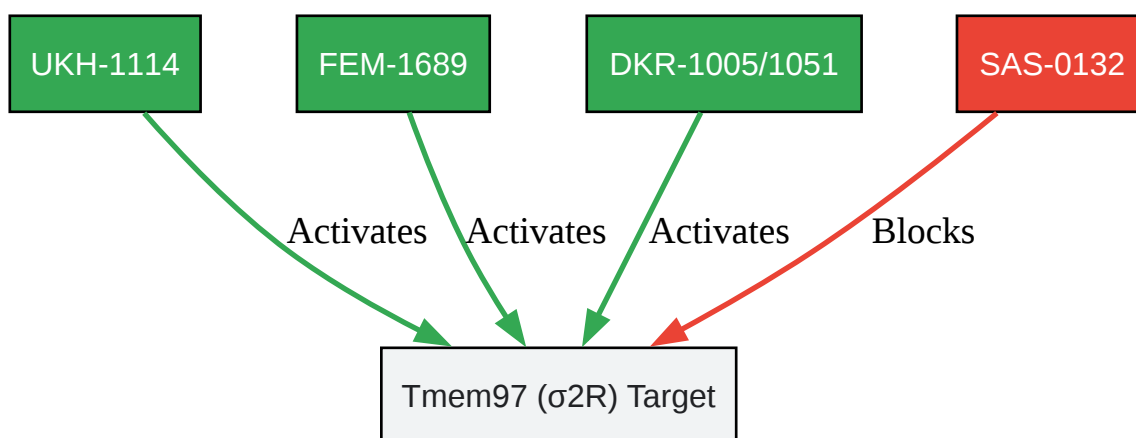 UKH-1114
FEM-1689
DKR-1005/1051
SAS-0132
Activates
Activates
Activates
Blocks
Tmem97 (σ2R) Target